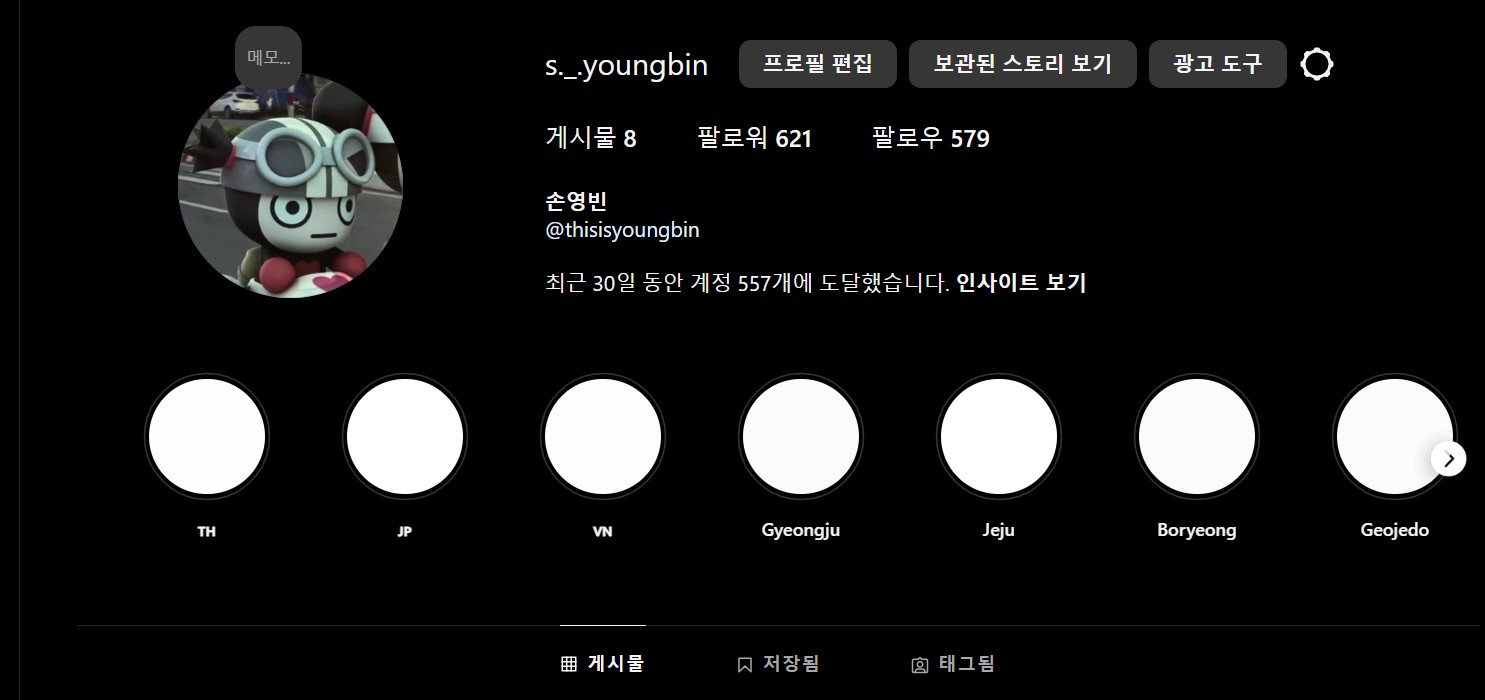 메모...
s._.youngbin 프로필 편집 보관된 스토리 보기 광고 도구
게시물 8 팔로워 621 팔로우 579
손영빈
@thisisyoungbin
최근 30일 동안 계정 557개에 도달했습니다. 인사이트 보기
TH JP VN Gyeongju Jeju Boryeong Geojedo
게시물 저장됨 태그됨